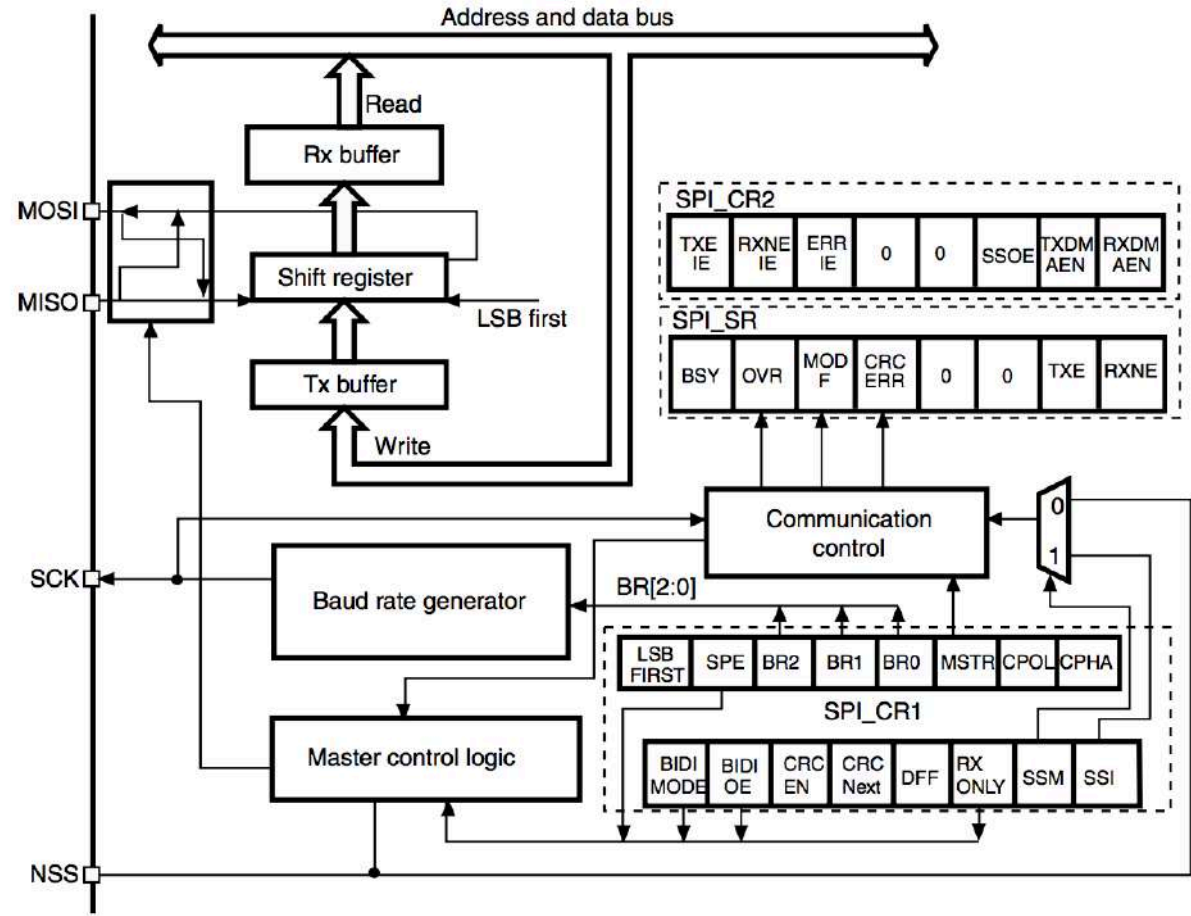 Address and data bus
Read
Rx buffer
MOSI
Shift register
MISO
LSB first
Tx buffer
Write
SPI_CR2
TXE
IE
RXNE
IE
ERR
IE
0
0
SSOE
TXDM
AEN
RXDM
AEN
SPI_SR
BSY
OVR
MOD
F
CRC
ERR
0
0
TXE
RXNE
Communication
control
0
1
SCK
Baud rate generator
BR[2:0]
LSB
FIRST
SPE
BR2
BR1
BR0
MSTR
CPOL
CPHA
SPI_CR1
Master control logic
BIDI
MODE
BIDI
OE
CRC
EN
CRC
Next
DFF
RX
ONLY
SSM
SSI
NSS